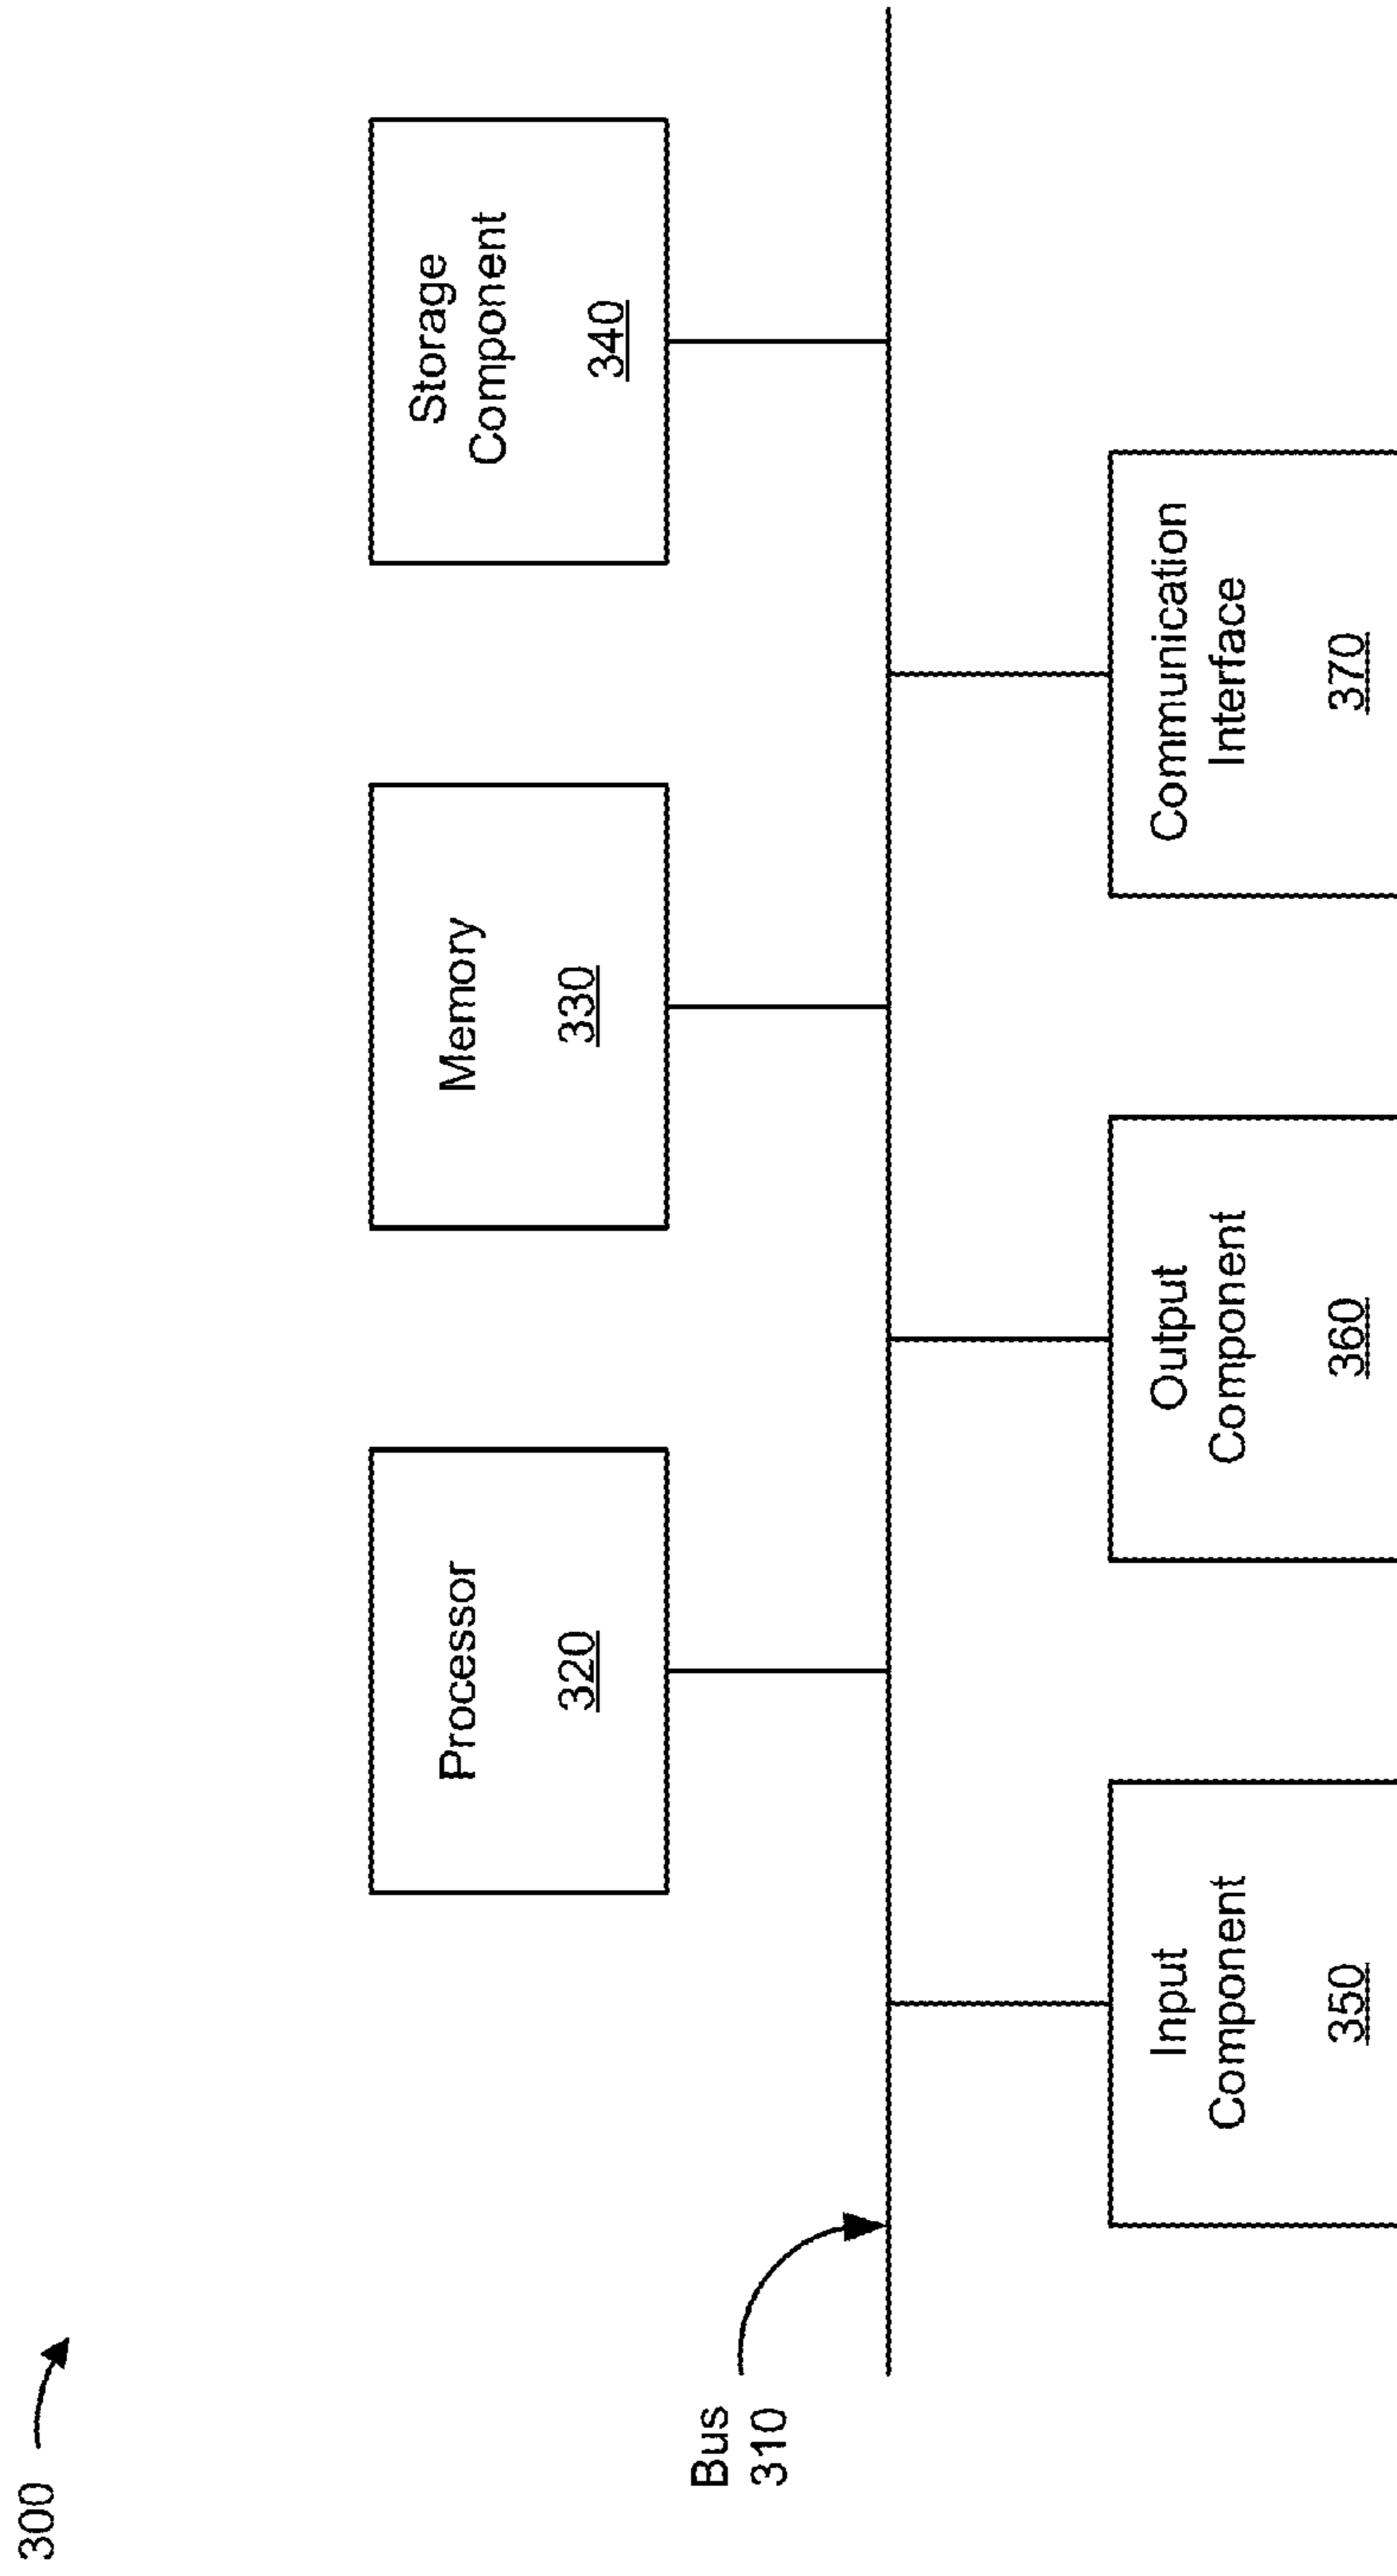 300
Processor
320
Memory
330
Storage
Component
340
Bus
310
Input
Component
350
Output
Component
360
Communication
Interface
370